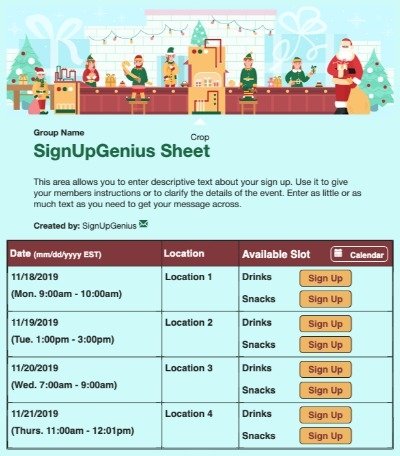 Crop
Group Name
SignUpGenius Sheet
This area allows you to enter descriptive text about your sign up. Use it to give
your members instructions or to clarify the details of the event. Enter as little or as
much text as you need to get your message across.
Created by: SignUpGenius
Date (mm/dd/yyyy EST) Location Available Slot Calendar
11/18/2019 Location 1 Drinks Sign Up
(Mon. 9:00am - 10:00am) Snacks Sign Up
11/19/2019 Location 2 Drinks Sign Up
(Tue. 1:00pm - 3:00pm) Snacks Sign Up
11/20/2019 Location 3 Drinks Sign Up
(Wed. 7:00am - 9:00am) Snacks Sign Up
11/21/2019 Location 4 Drinks Sign Up
(Thurs. 11:00am - 12:01pm) Snacks Sign Up